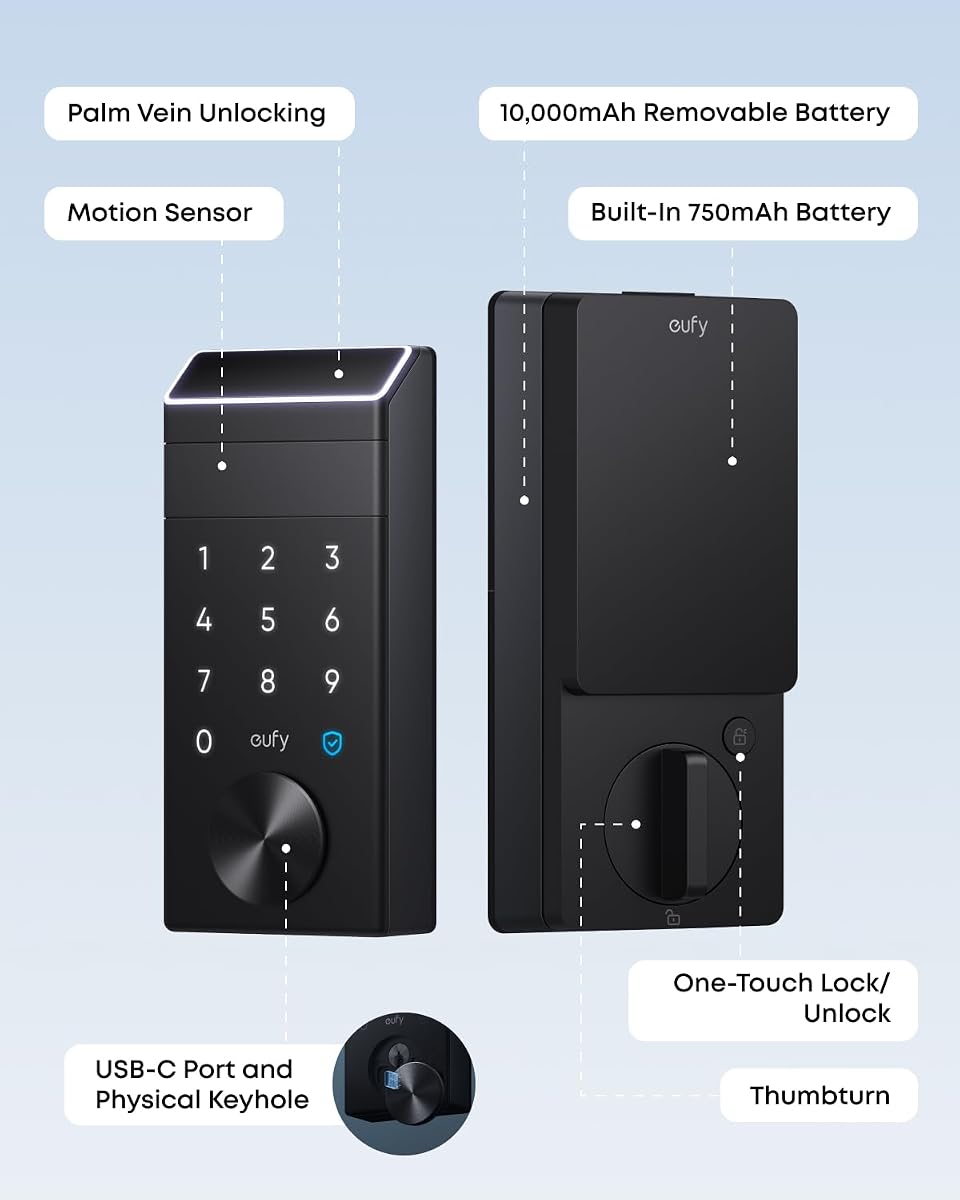 Palm Vein Unlocking
10,000mAh Removable Battery
Motion Sensor
Built-In 750mAh Battery
eufy
1 2 3
4 5 6
7 8 9
0 eufy
One-Touch Lock/
Unlock
USB-C Port and
Physical Keyhole
eufy
Thumbturn